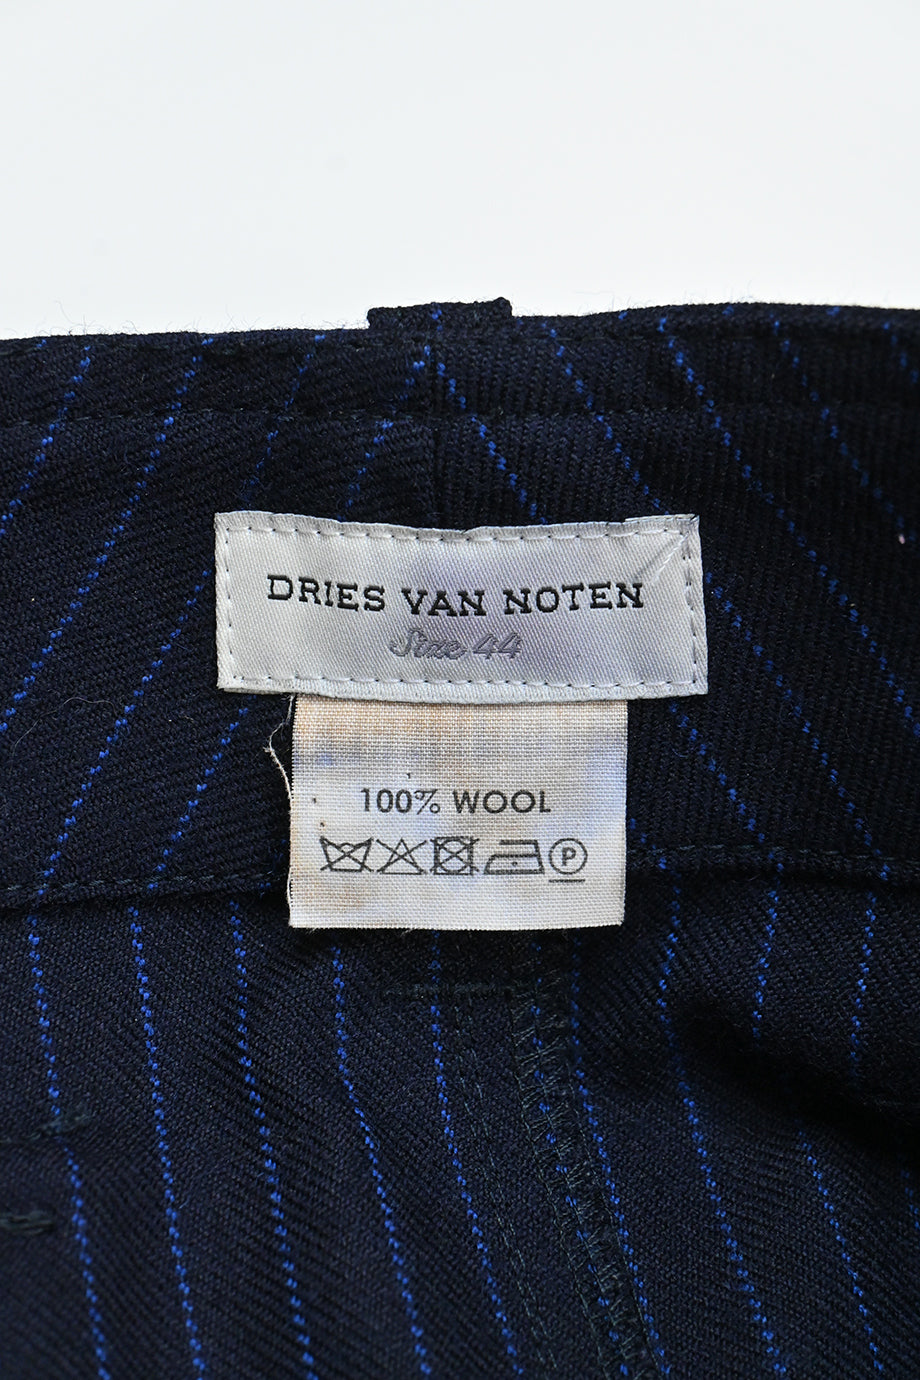 DRIES VAN NOTEN
Size 44
100% WOOL
P